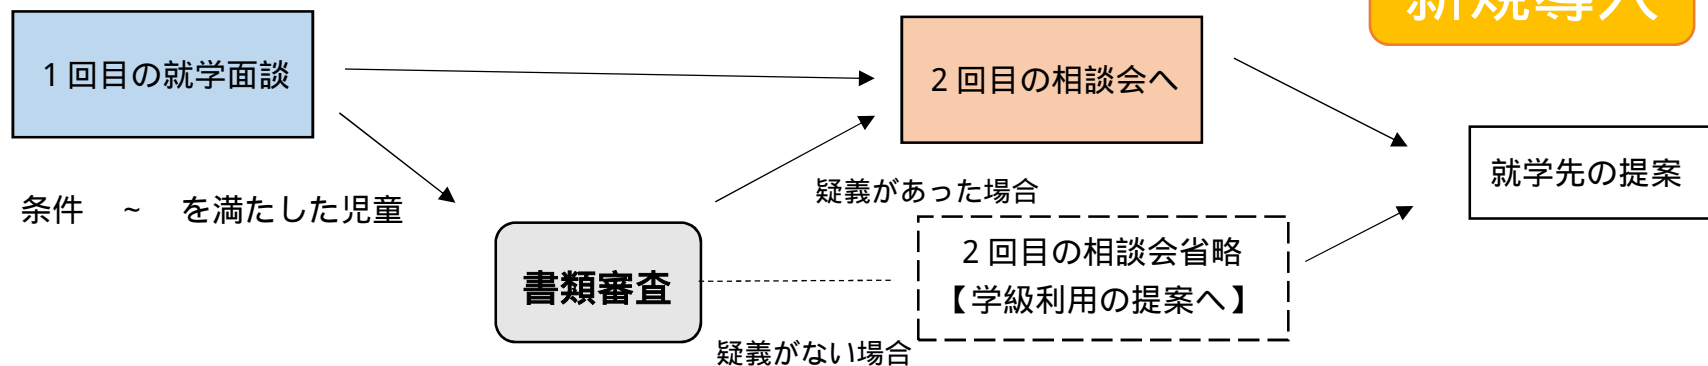 新規導入
1回目の就学面談
2回目の相談会へ
就学先の提案
疑義があった場合
条件　~　を満たした児童
2回目の相談会省略
【学級利用の提案へ】
書類審査
疑義がない場合